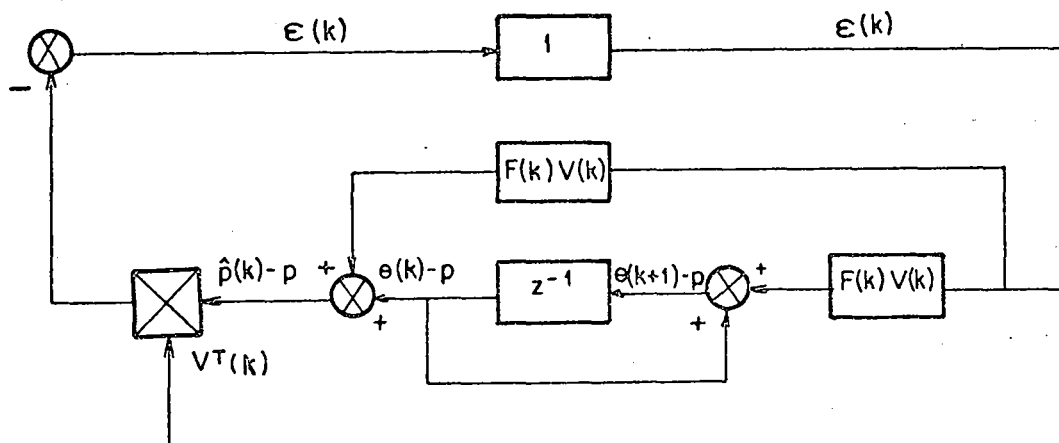 ε(k)
1
ε(k)
−
F(k) V(k)
p̂(k)-p
+
θ(k)-p
+
z⁻¹
θ(k+1)-p
+
+
F(k) V(k)
Vᵀ(k)